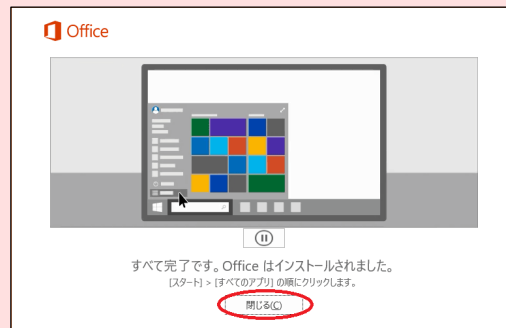 Office
すべて完了です。Office はインストールされました。
[スタート] > [すべてのアプリ] の順にクリックします。
閉じる(C)